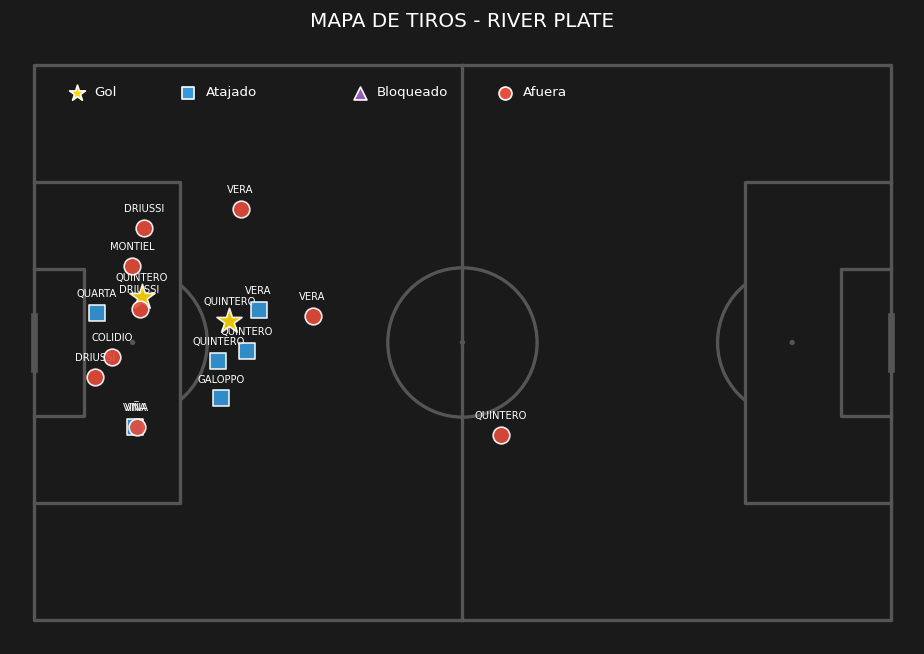 MAPA DE TIROS - RIVER PLATE
Gol
Atajado
Bloqueado
Afuera
VERA
DRIUSSI
MONTIEL
QUINTERO
DRIUSSI
QUARTA
QUINTERO
VERA
VERA
QUINTERO
QUINTERO
COLIDIO
DRIUSSI
GALOPPO
VIÑA
QUINTERO